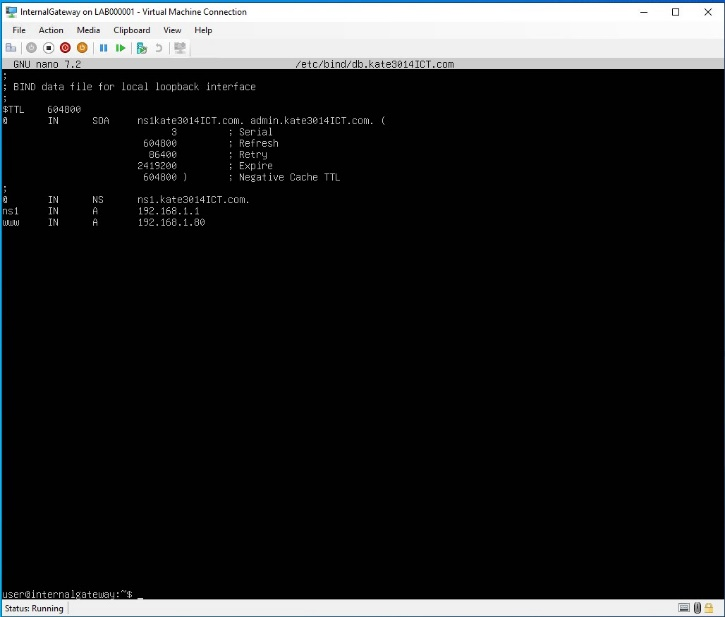 InternalGateway on LAB000001 - Virtual Machine Connection
File Action Media Clipboard View Help
GNU nano 7.2 /etc/bind/db.kate3014ICT.com
;
; BIND data file for local loopback interface
;
$TTL 604800
@ IN SOA ns1kate3014ICT.com. admin.kate3014ICT.com. (
3 ; Serial
604800 ; Refresh
86400 ; Retry
2419200 ; Expire
604800 ) ; Negative Cache TTL
;
@ IN NS ns1.kate3014ICT.com.
ns1 IN A 192.168.1.1
www IN A 192.168.1.80
user@internalgateway:~$ _
Status: Running